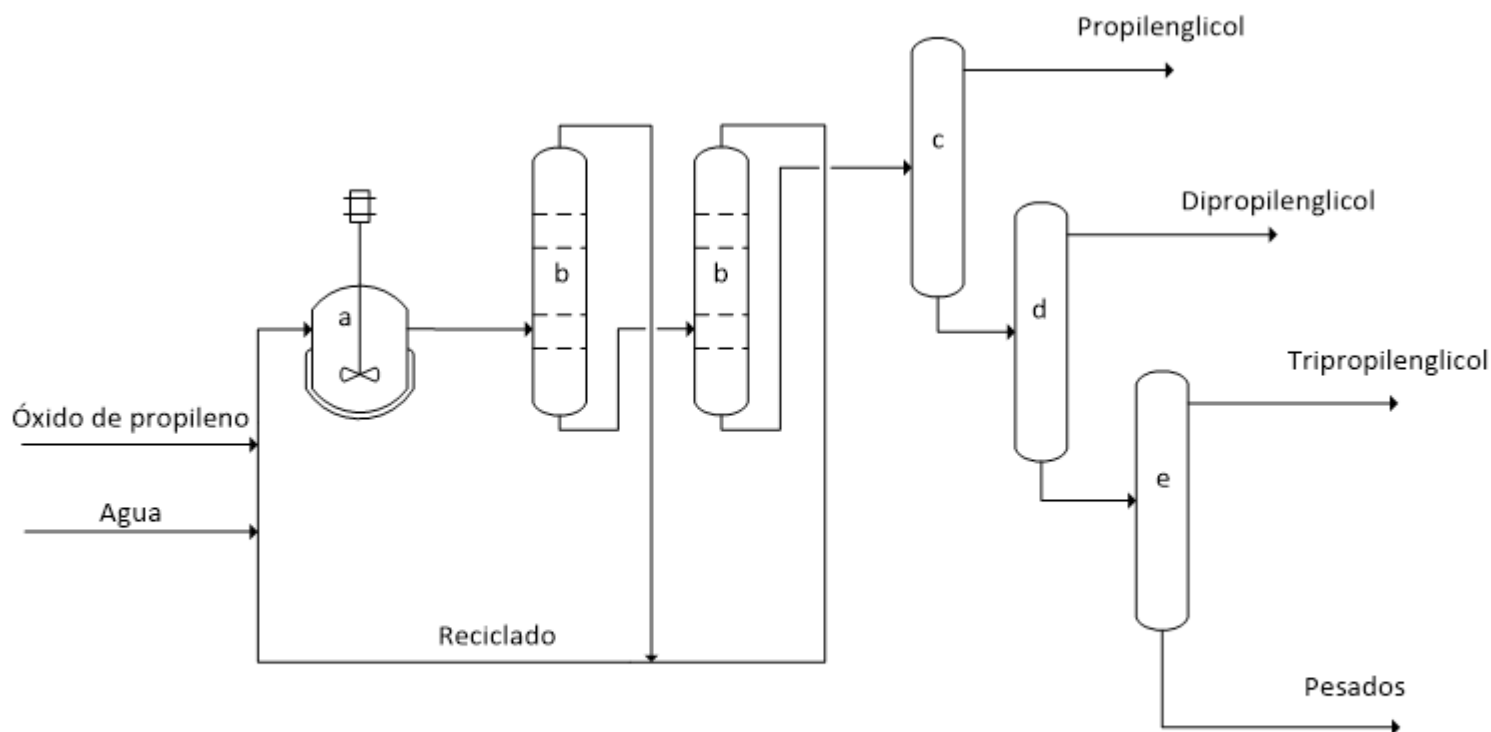 Propilenglicol
c
Dipropilenglicol
b
b
a
d
Tripropilenglicol
Óxido de propileno
e
Agua
Reciclado
Pesados